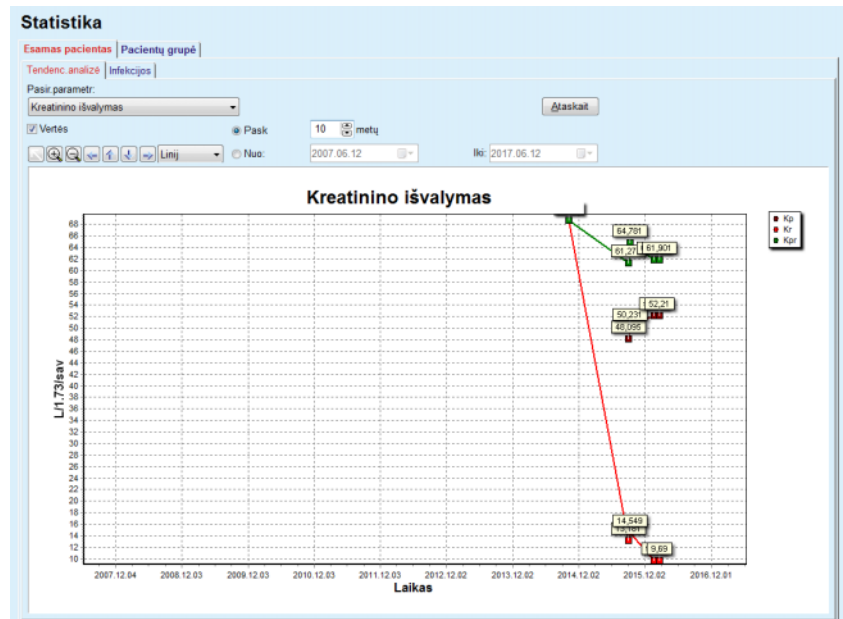 Statistika
Esamas pacientas Pacientų grupė
Tendenc.analizė Infekcijos
Pasir.parametr:
Kreatinino išvalymas Ataskait
Vertės Pask 10 metų
Linij Nuo: 2007.06.12 Iki: 2017.06.12
Kreatinino išvalymas
Kp
Kr
Kpr
68
66
64
62
60
58
56
54
52
50
48
46
44
42
40
38
36
34
32
30
28
26
24
22
20
18
16
14
12
10
L/1.73/sav
64,781
61,901
52,21
50,231
48,095
14,549
9,69
2007.12.04 2008.12.03 2009.12.03 2010.12.03 2011.12.03 2012.12.02 2013.12.02 2014.12.02 2015.12.02 2016.12.01
Laikas